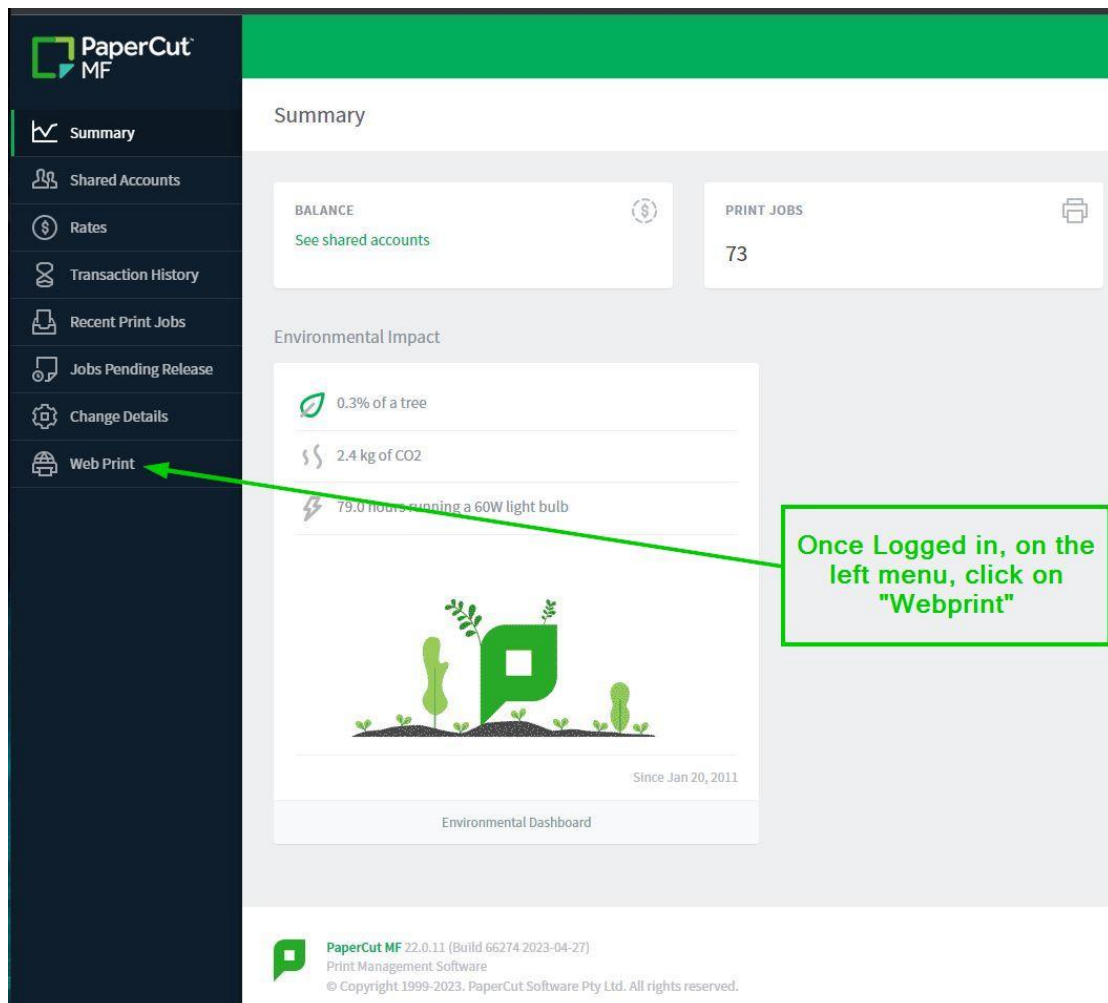 PaperCut™
MF
Summary
Shared Accounts
Rates
Transaction History
Recent Print Jobs
Jobs Pending Release
Change Details
Web Print
Summary
BALANCE
See shared accounts
PRINT JOBS
73
Environmental Impact
0.3% of a tree
2.4 kg of CO2
79.0 hours running a 60W light bulb
Since Jan 20, 2011
Environmental Dashboard
Once Logged in, on the
left menu, click on
"Webprint"
PaperCut MF 22.0.11 (Build 66274 2023-04-27)
Print Management Software
© Copyright 1999-2023. PaperCut Software Pty Ltd. All rights reserved.